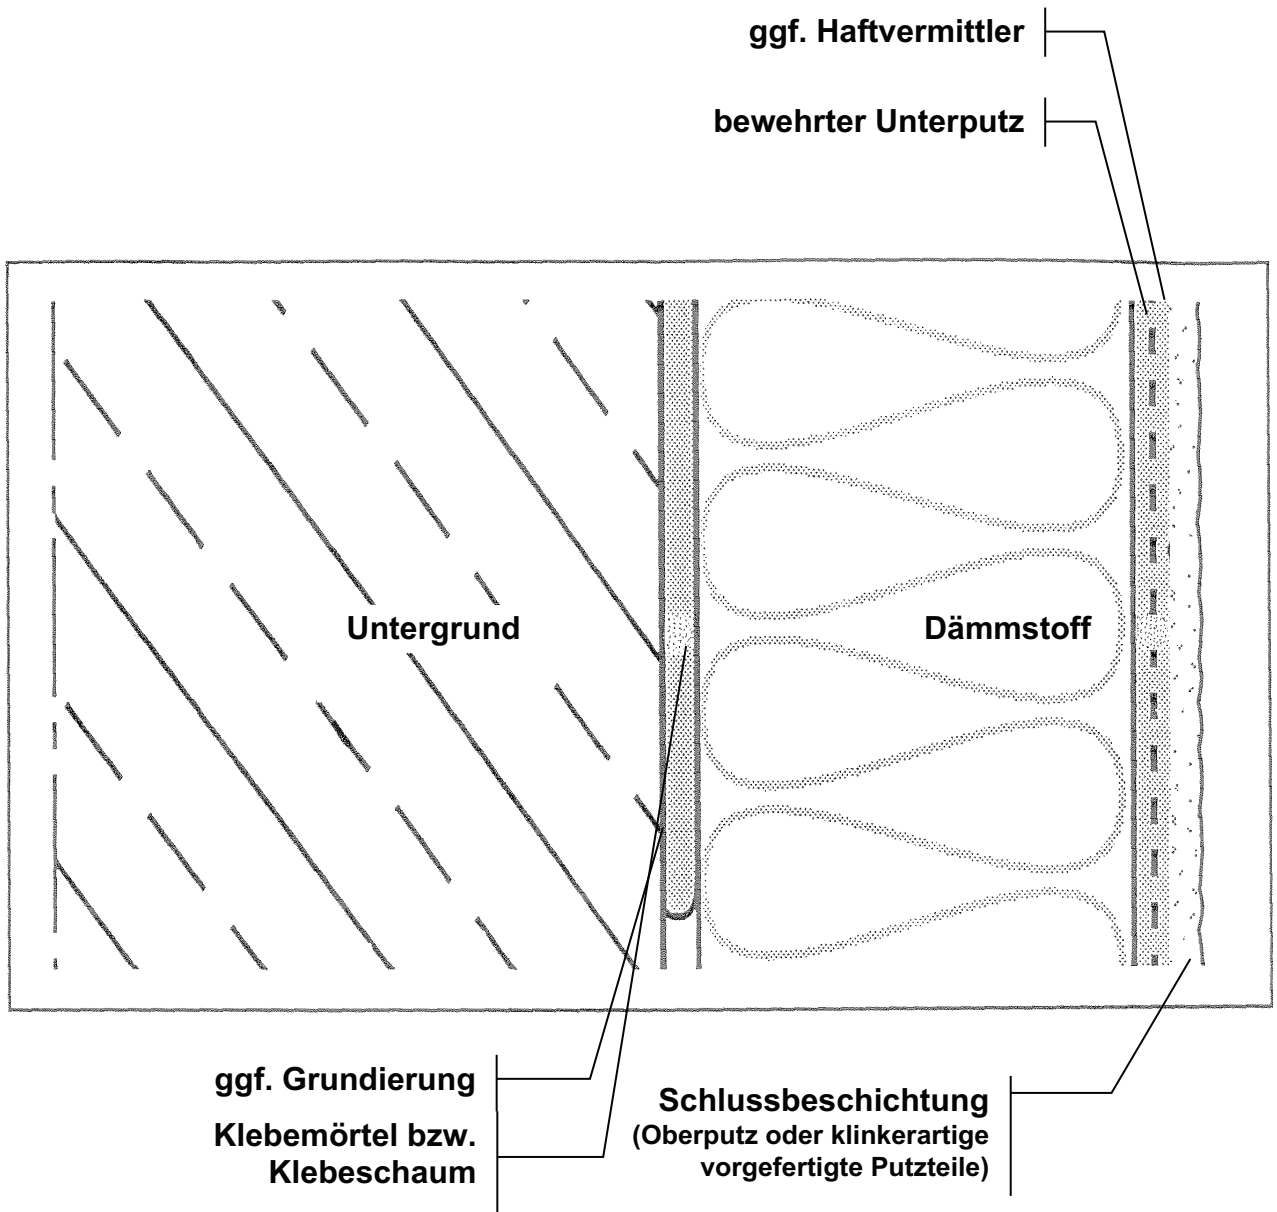 ggf. Haftvermittler
bewehrter Unterputz
Untergrund
Dämmstoff
ggf. Grundierung
Klebemörtel bzw.
Klebeschaum
Schlussbeschichtung
(Oberputz oder klinkerartige
vorgefertigte Putzteile)